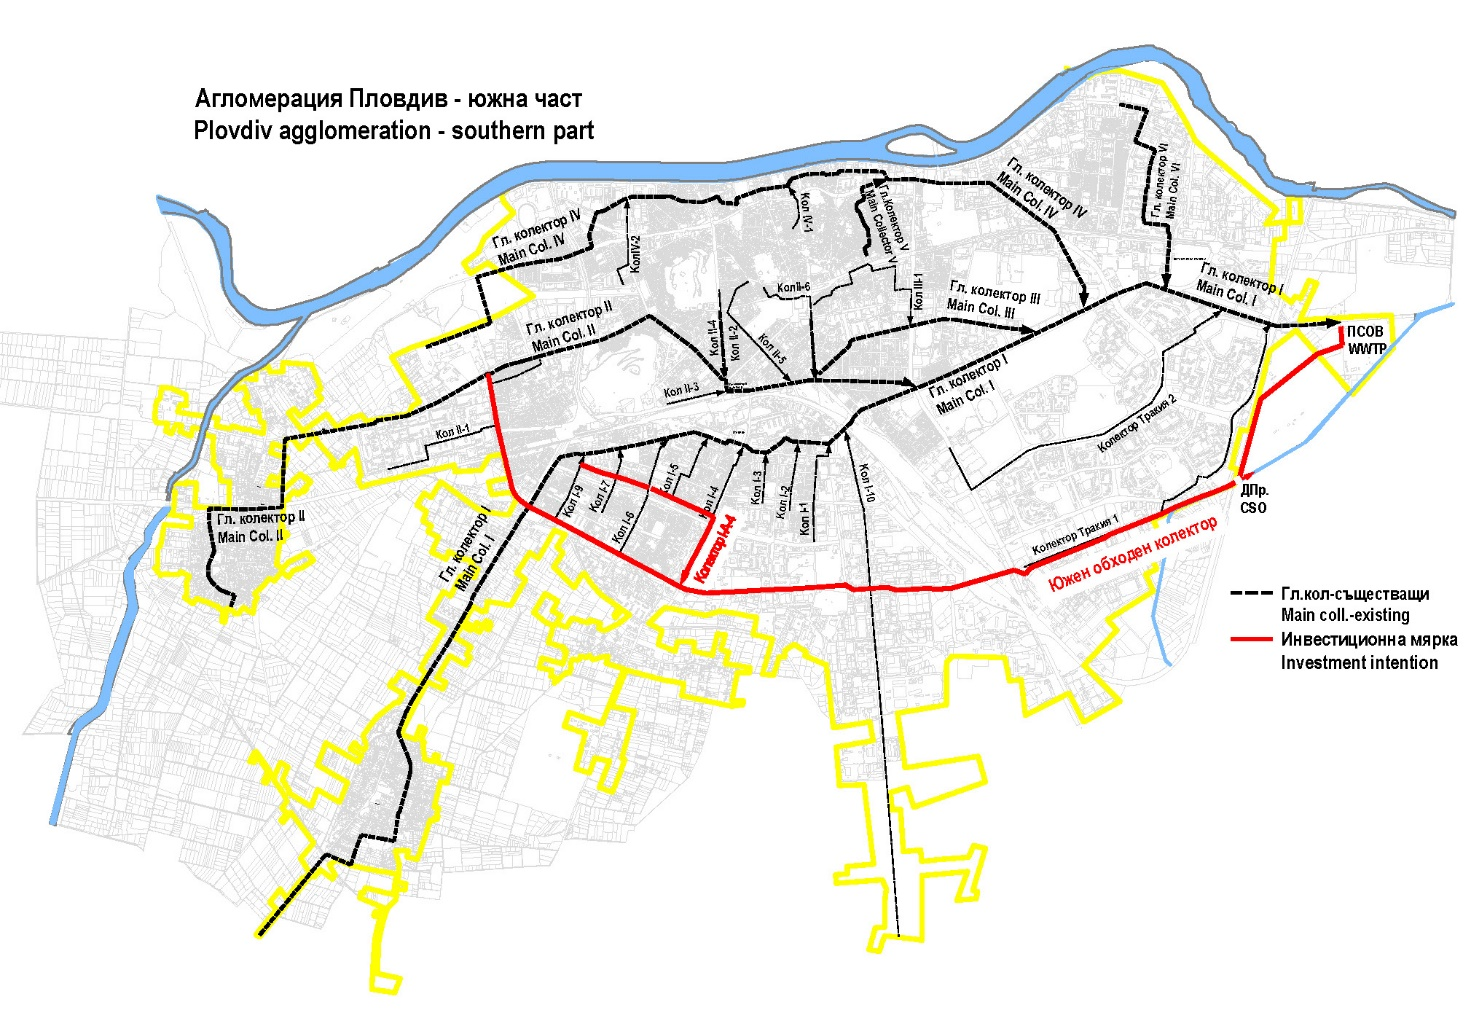 Агломерация Пловдив - южна част
Plovdiv agglomeration - southern part
Гл. колектор IV
Main Col. IV
КолIV-2
Кол IV-1
Гл.колектор V
Main Collector V
Гл. колектор IV
Main Col. IV
Гл. колектор VI
Main Col. VI
Гл. колектор I
Main Col. I
Гл. колектор II
Main Col. II
Кол II-4
Кол II-2
КолII-6
Кол II-5
Кол III-1
Гл. колектор III
Main Col. III
ПСОВ
WWTP
Кол II-3
Гл. колектор I
Main Col. I
Кол II-1
Колектор Тракия 2
Гл. колектор II
Main Col. II
Гл. колектор I
Main Col. I
Кол I-9
Кол I-7
Кол I-6
Кол I-5
Кол I-4
Кол I-3
Кол I-2
Кол I-1
Кол I-10
Колектор I-A-4
ДПр.
CSO
Колектор Тракия 1
Южен обходен колектор
Гл.кол-съществащи
Main coll.-existing
Инвестиционна мярка
Investment intention